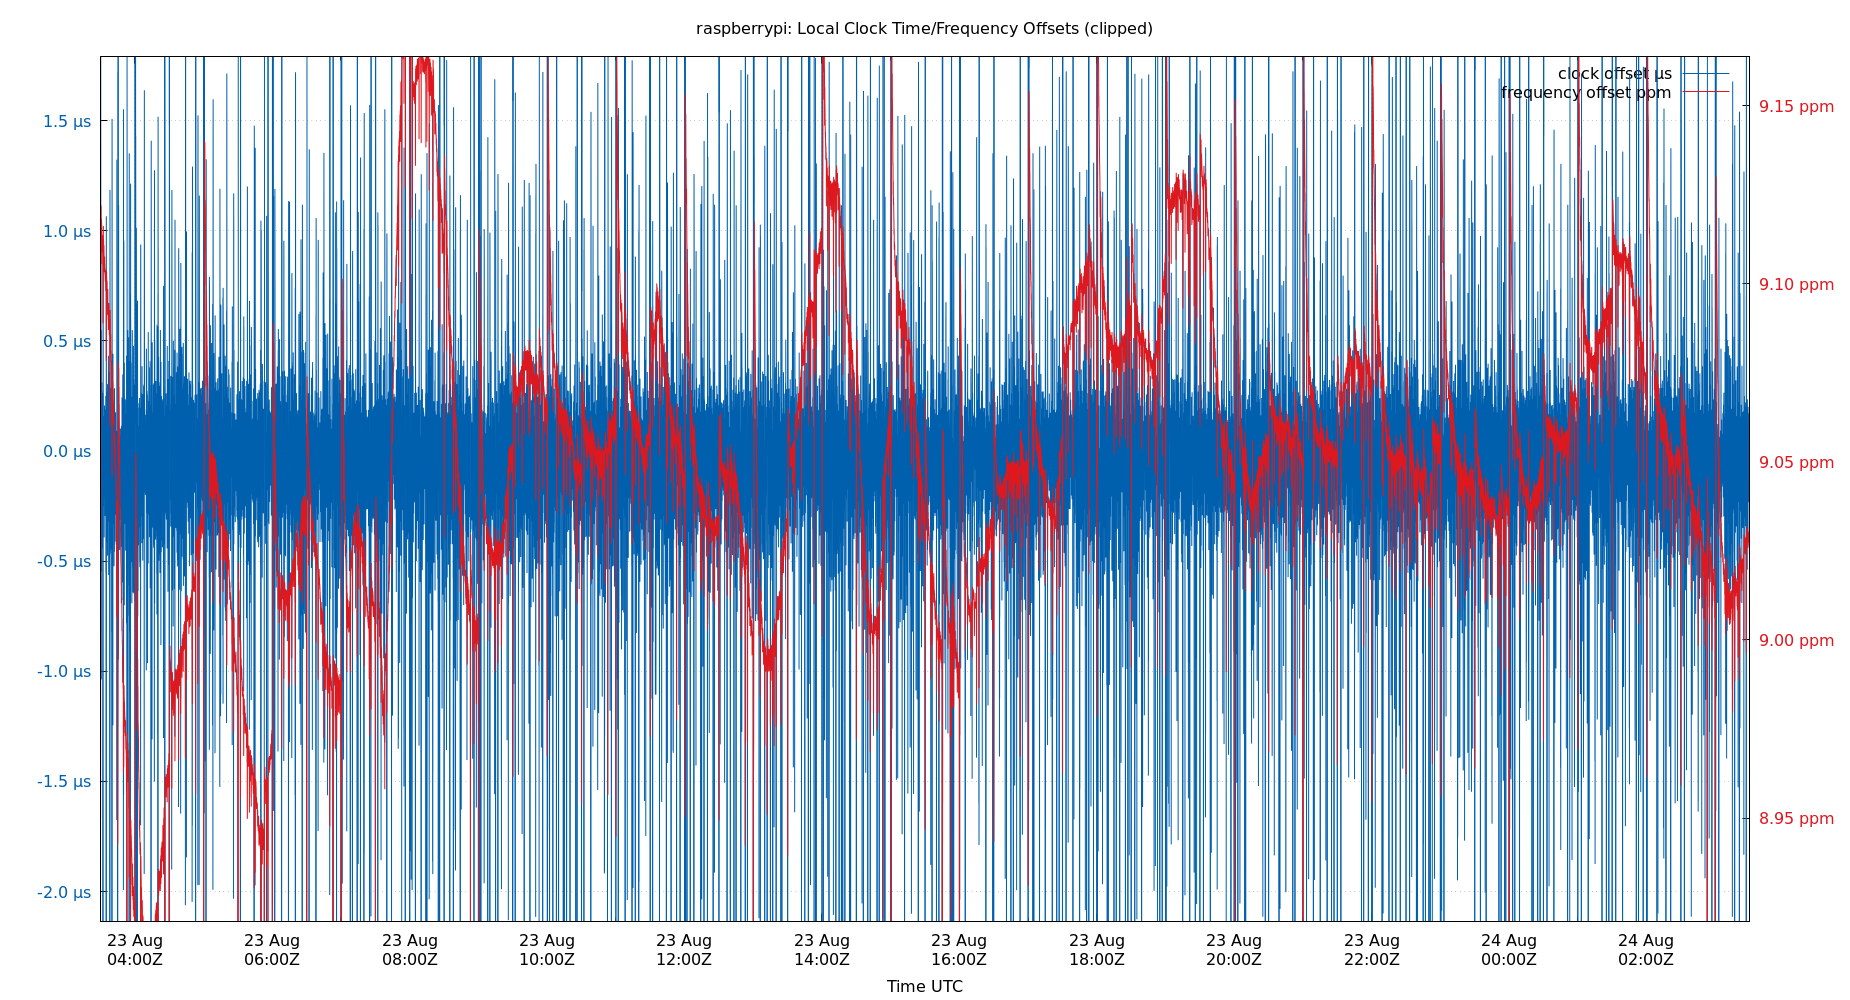 raspberrypi: Local Clock Time/Frequency Offsets (clipped)
clock offset µs
frequency offset ppm
1.5 µs
1.0 µs
0.5 µs
0.0 µs
-0.5 µs
-1.0 µs
-1.5 µs
-2.0 µs
9.15 ppm
9.10 ppm
9.05 ppm
9.00 ppm
8.95 ppm
23 Aug 23 Aug 23 Aug 23 Aug 23 Aug 23 Aug 23 Aug 23 Aug 23 Aug 23 Aug 24 Aug 24 Aug
04:00Z 06:00Z 08:00Z 10:00Z 12:00Z 14:00Z 16:00Z 18:00Z 20:00Z 22:00Z 00:00Z 02:00Z
Time UTC